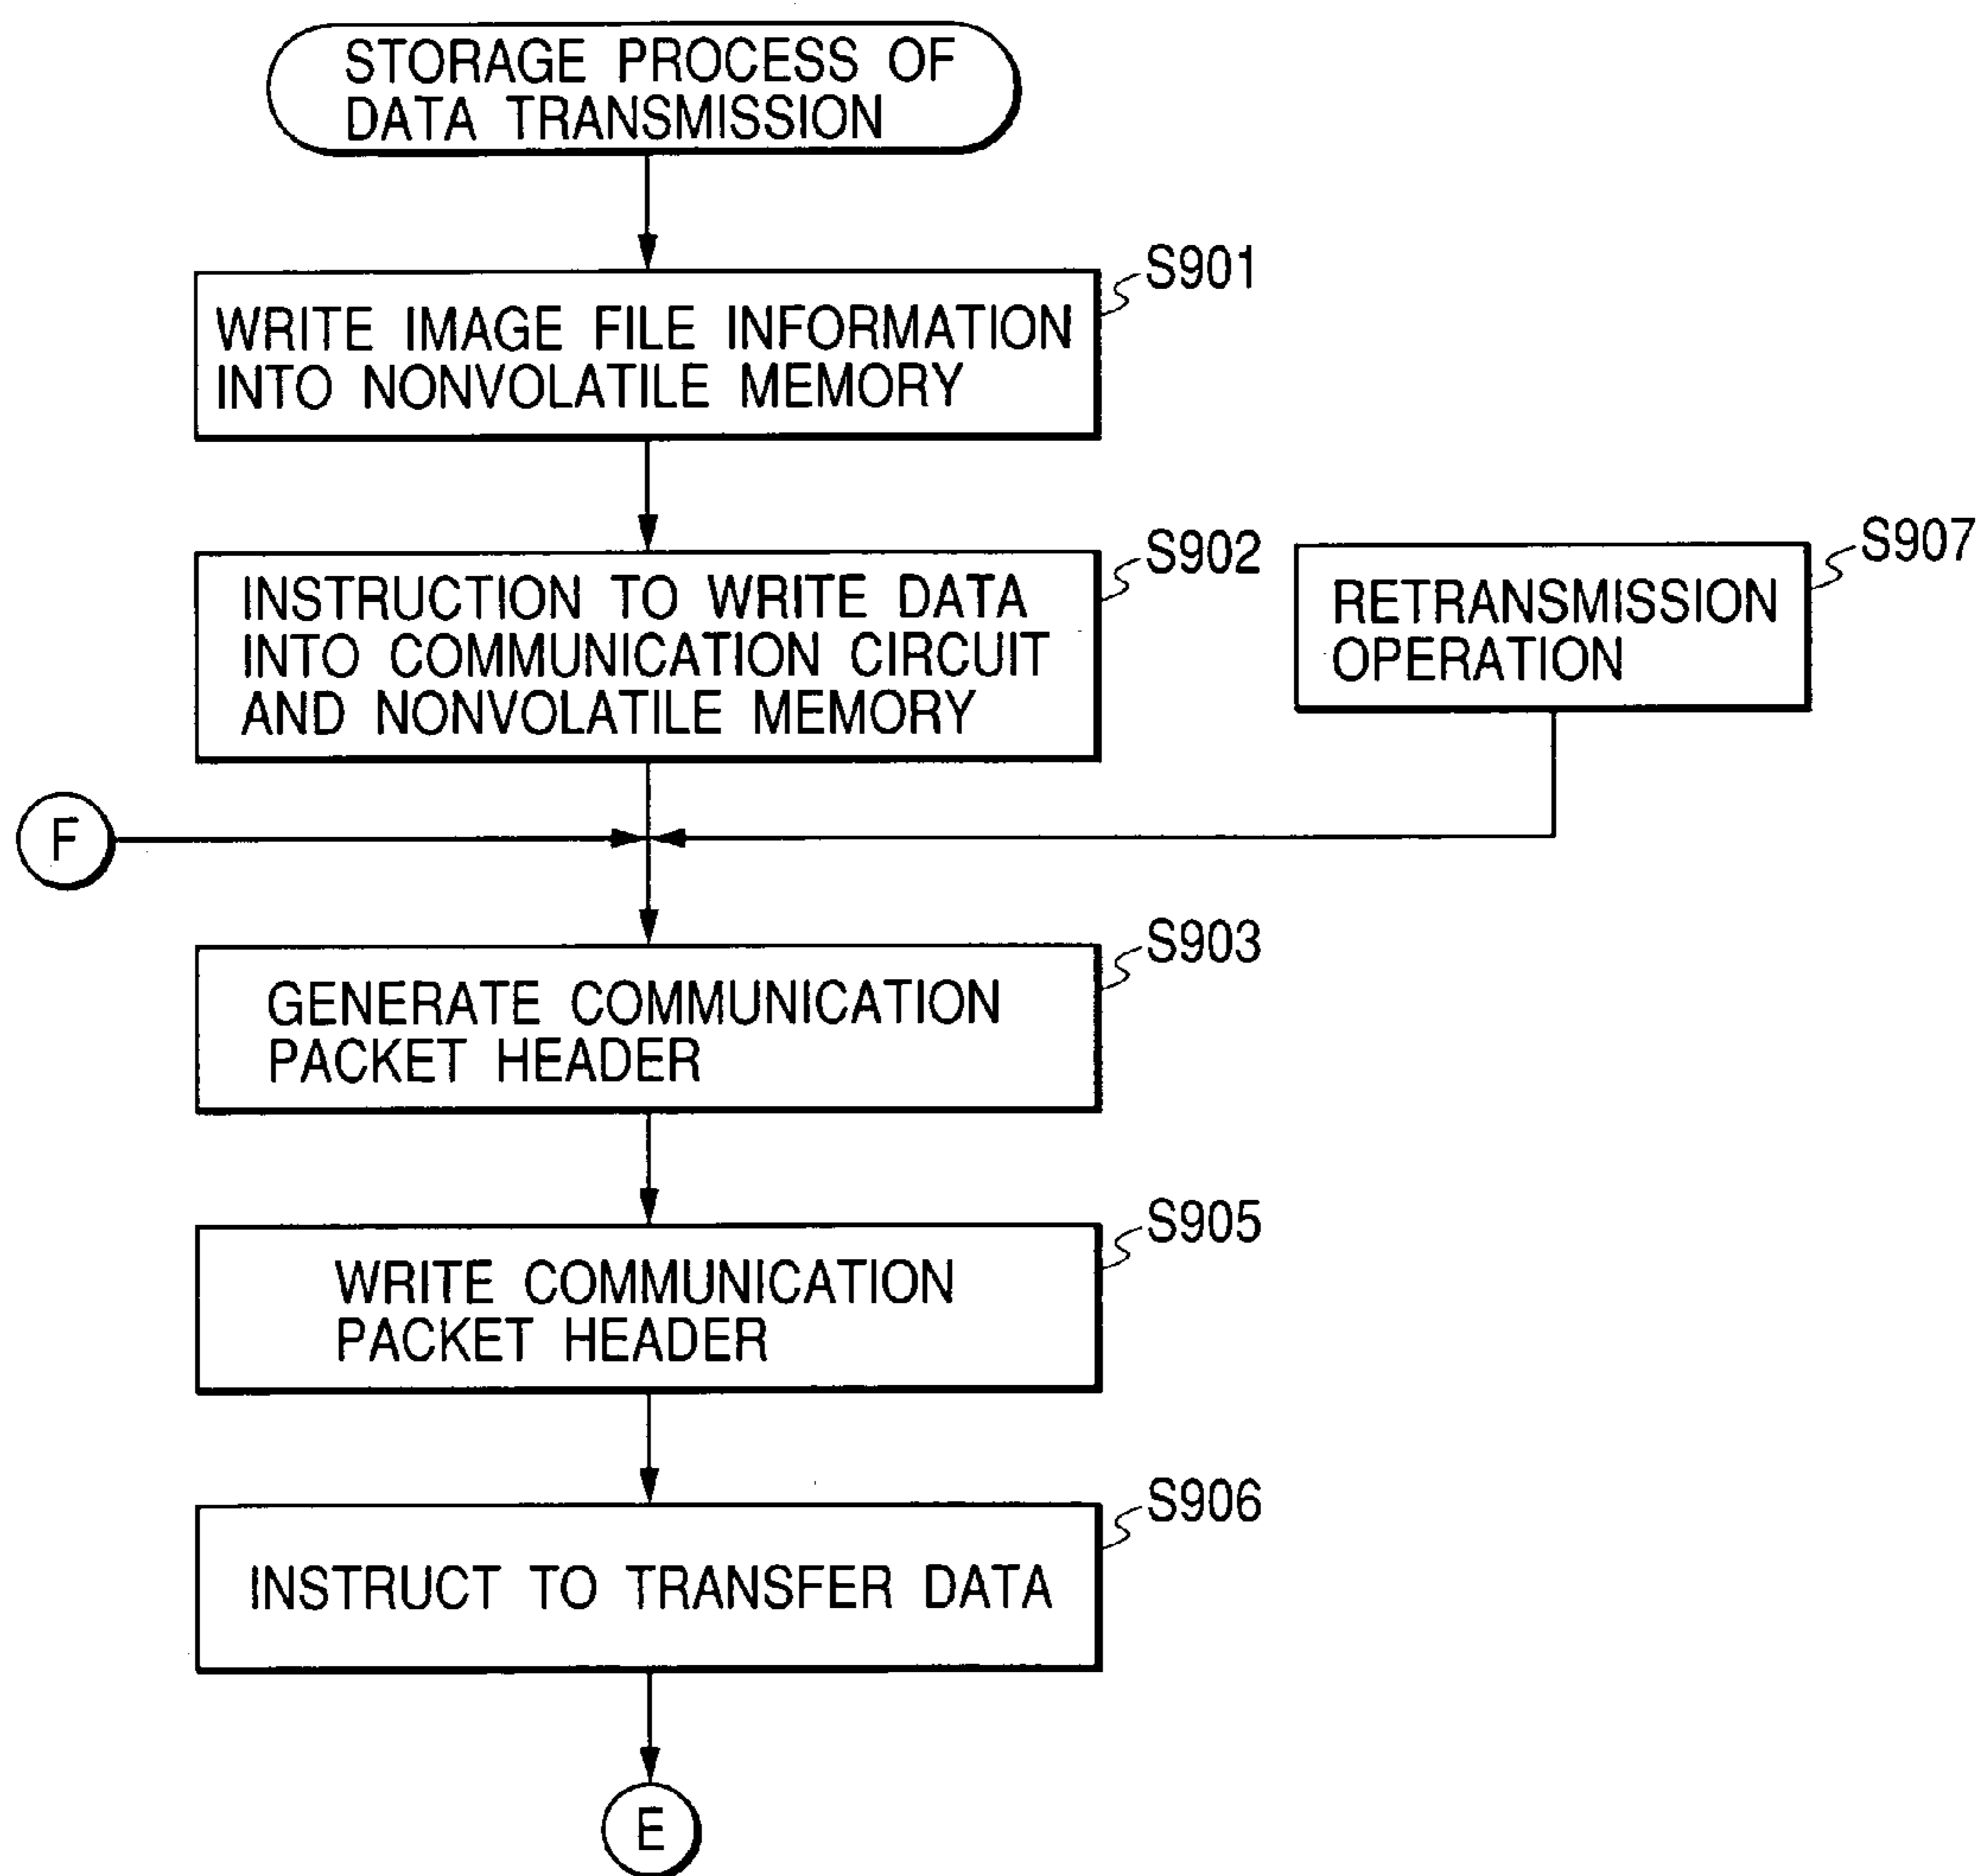 STORAGE PROCESS OF
DATA TRANSMISSION
S901
WRITE IMAGE FILE INFORMATION
INTO NONVOLATILE MEMORY
S902
INSTRUCTION TO WRITE DATA
INTO COMMUNICATION CIRCUIT
AND NONVOLATILE MEMORY
S907
RETRANSMISSION
OPERATION
F
S903
GENERATE COMMUNICATION
PACKET HEADER
S905
WRITE COMMUNICATION
PACKET HEADER
S906
INSTRUCT TO TRANSFER DATA
E